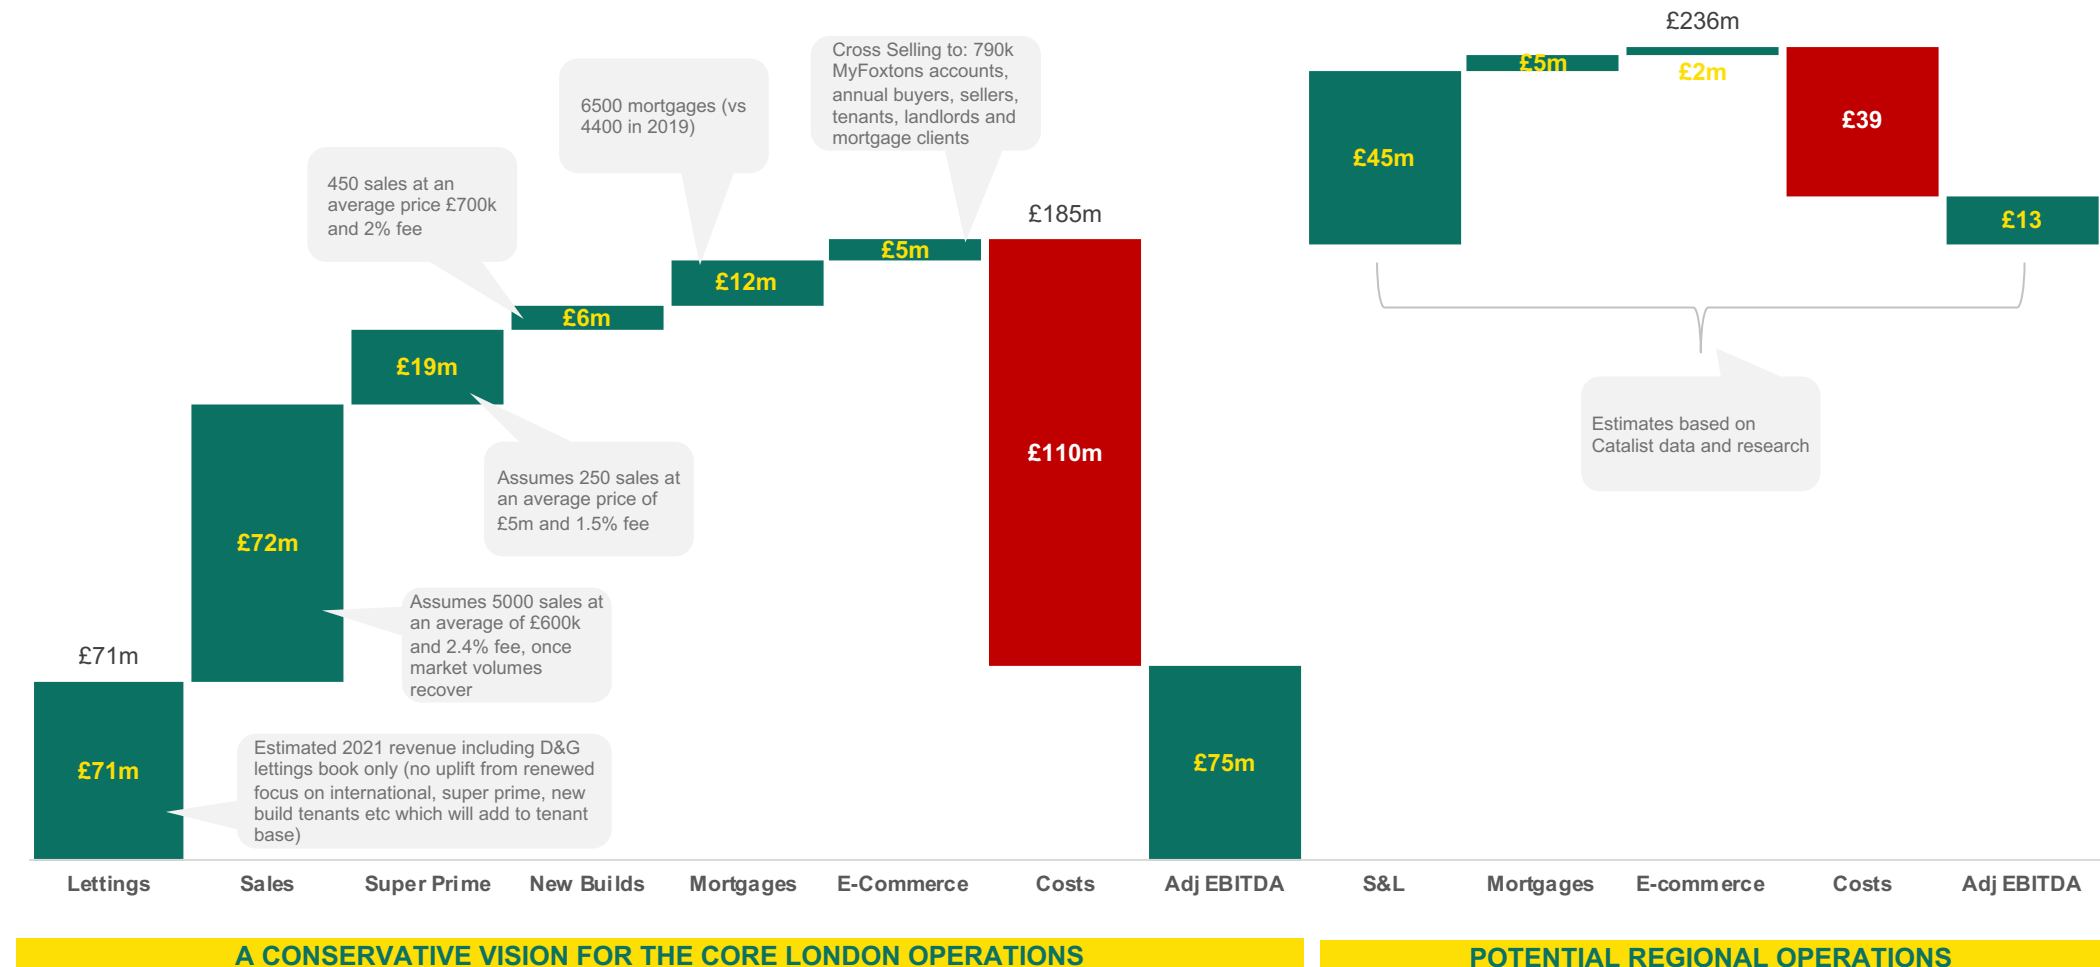 £236m
Cross Selling to: 790k
MyFoxtons accounts,
annual buyers, sellers,
tenants, landlords and
mortgage clients
£5m
£2m
6500 mortgages (vs
4400 in 2019)
£39
£45m
450 sales at an
average price £700k
and 2% fee
£185m
£13
£5m
£12m
£6m
£19m
Estimates based on
Catalist data and research
£110m
Assumes 250 sales at
an average price of
£5m and 1.5% fee
£72m
Assumes 5000 sales at
an average of £600k
and 2.4% fee, once
market volumes
recover
£71m
Estimated 2021 revenue including D&G
lettings book only (no uplift from renewed
focus on international, super prime, new
build tenants etc which will add to tenant
base)
£71m
£75m
Lettings
Sales
Super Prime
New Builds
Mortgages
E-Commerce
Costs
Adj EBITDA
S&L
Mortgages
E-commerce
Costs
Adj EBITDA
A CONSERVATIVE VISION FOR THE CORE LONDON OPERATIONS
POTENTIAL REGIONAL OPERATIONS